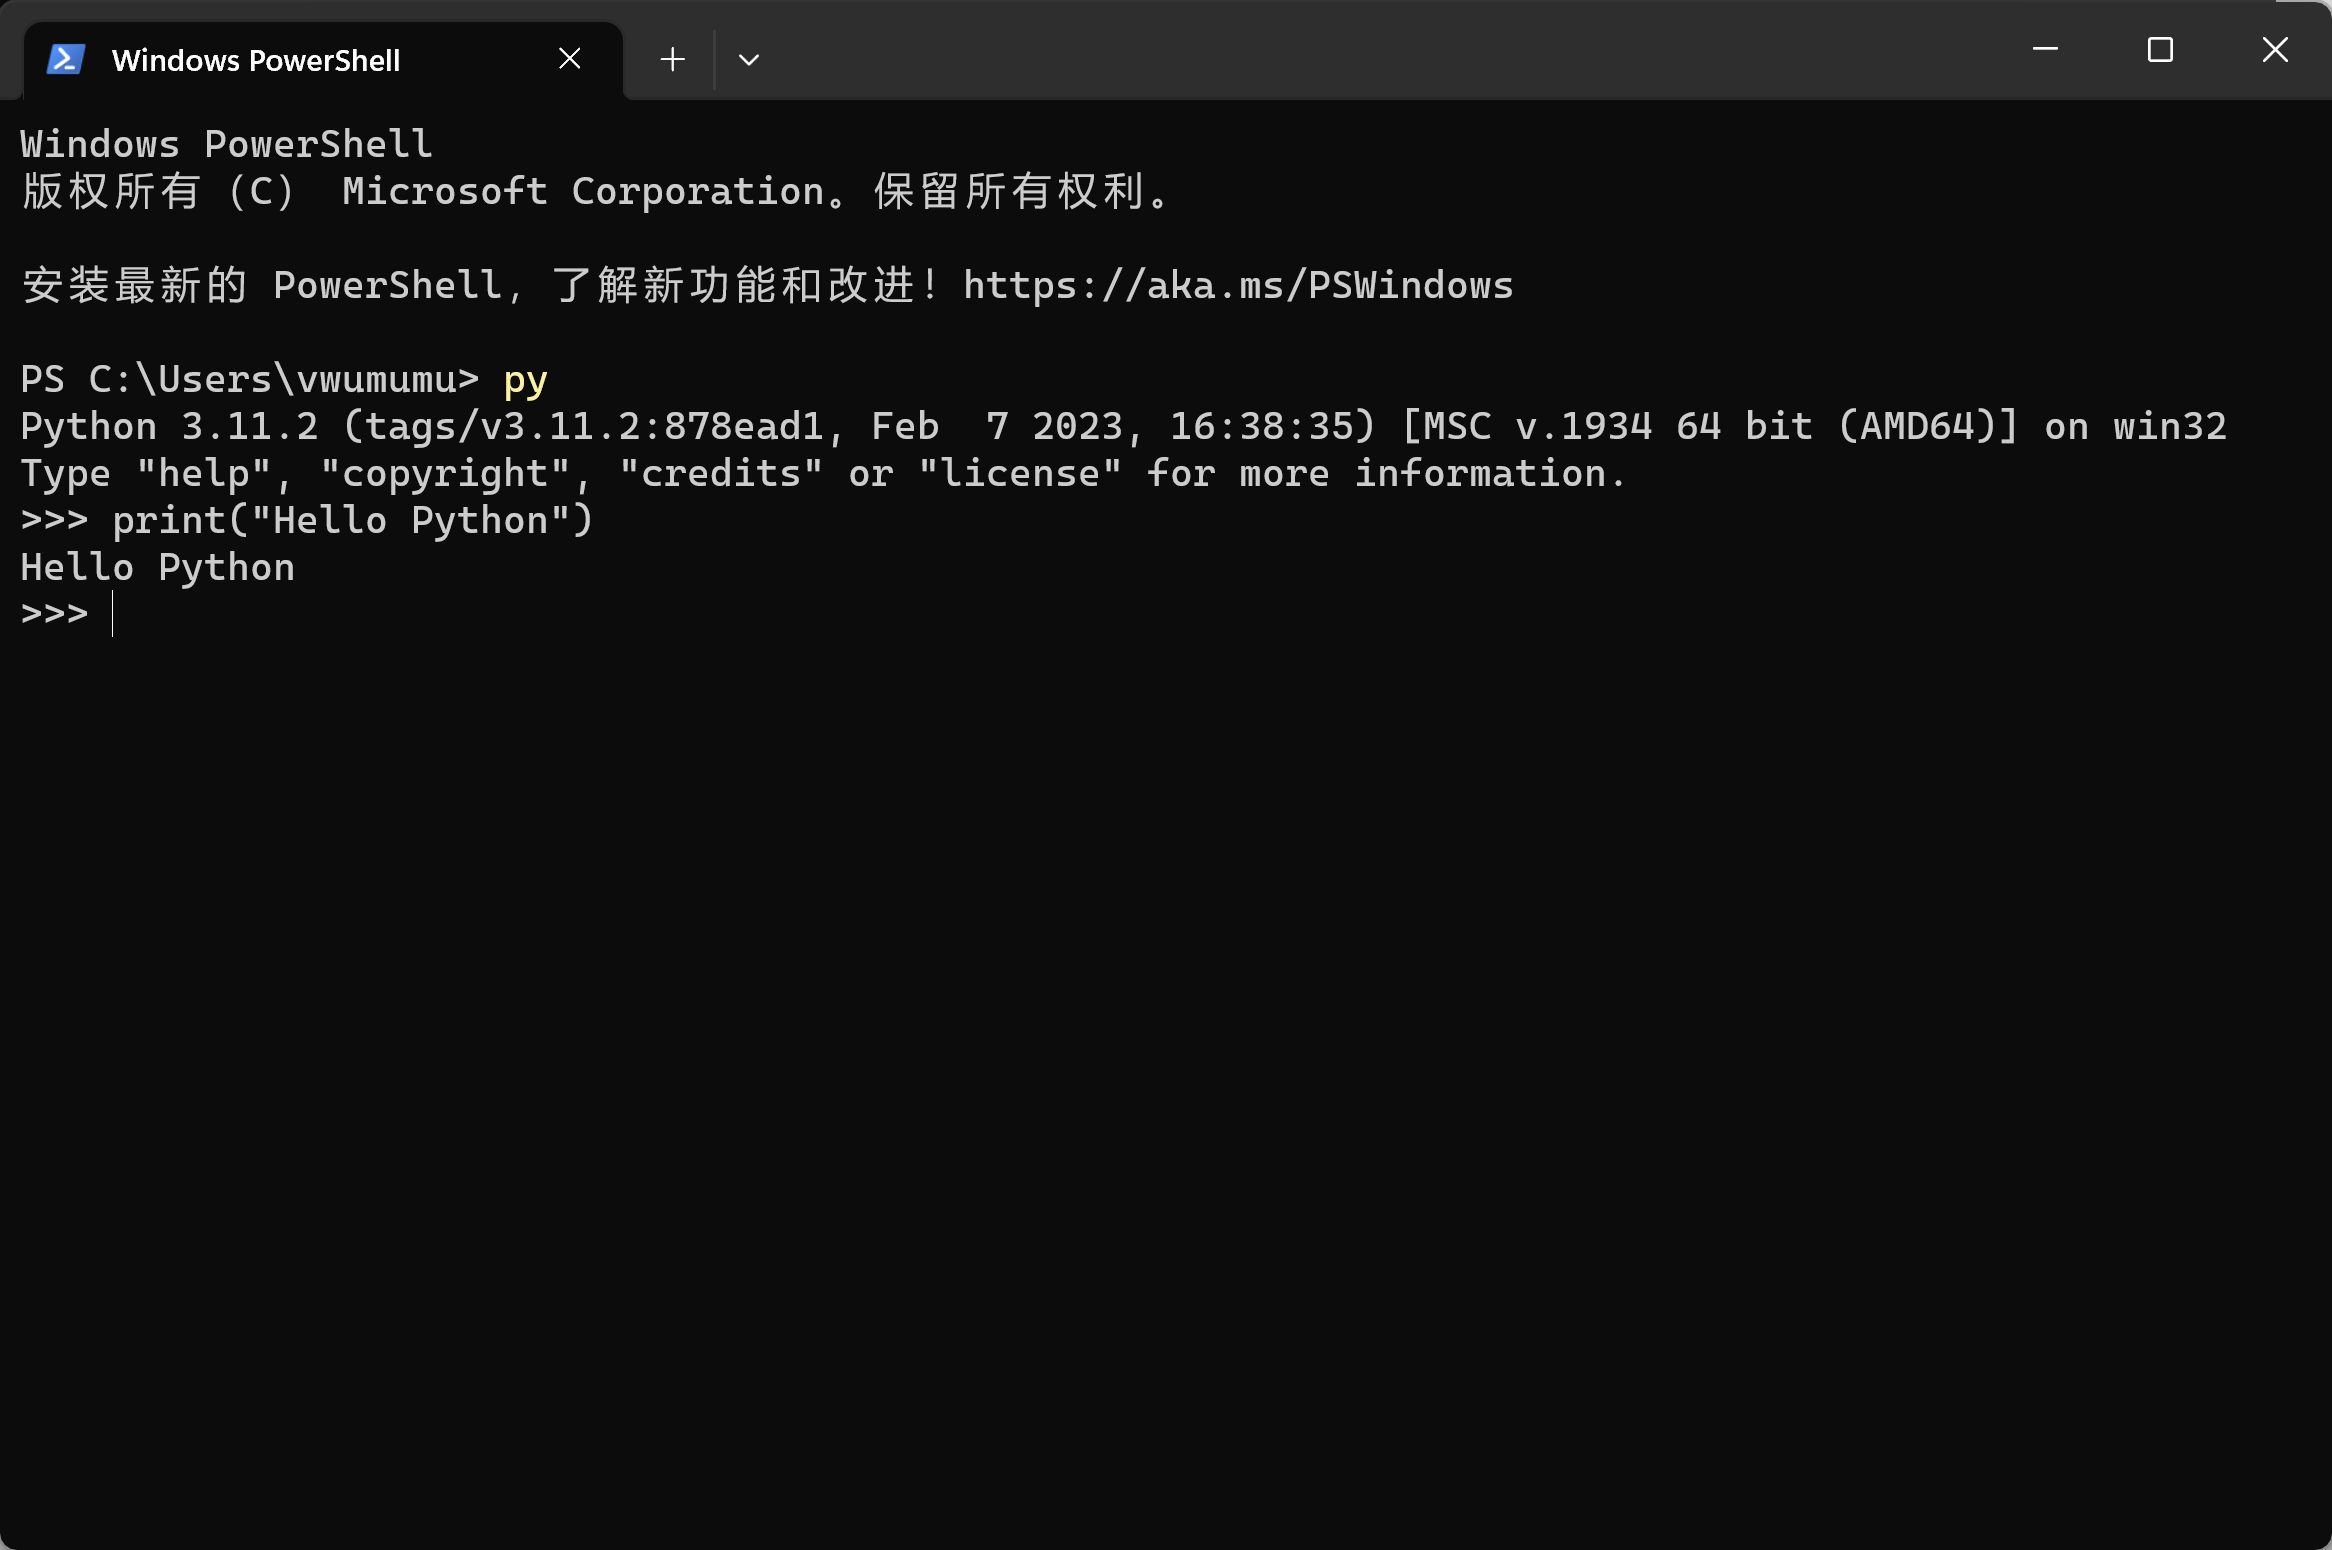 Windows PowerShell
Windows PowerShell
版权所有（C） Microsoft Corporation。保留所有权利。
安装最新的 PowerShell，了解新功能和改进！https://aka.ms/PSWindows
PS C:\Users\vwumumu> py
Python 3.11.2 (tags/v3.11.2:878ead1, Feb  7 2023, 16:38:35) [MSC v.1934 64 bit (AMD64)] on win32
Type "help", "copyright", "credits" or "license" for more information.
>>> print("Hello Python")
Hello Python
>>>